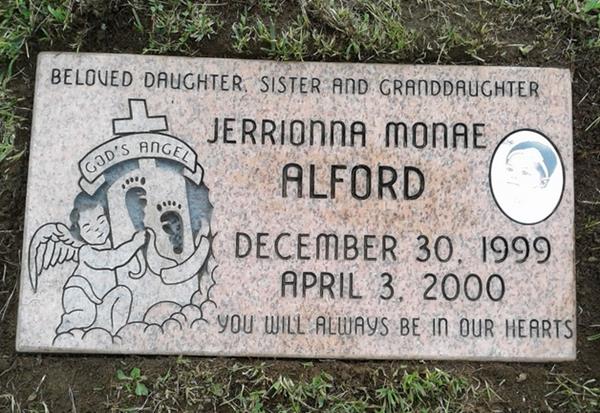 BELOVED DAUGHTER, SISTER AND GRANDDAUGHTER
GOD'S ANGEL
JERRIONNA MONAE
ALFORD
DECEMBER 30, 1999
APRIL 3, 2000
YOU WILL ALWAYS BE IN OUR HEARTS